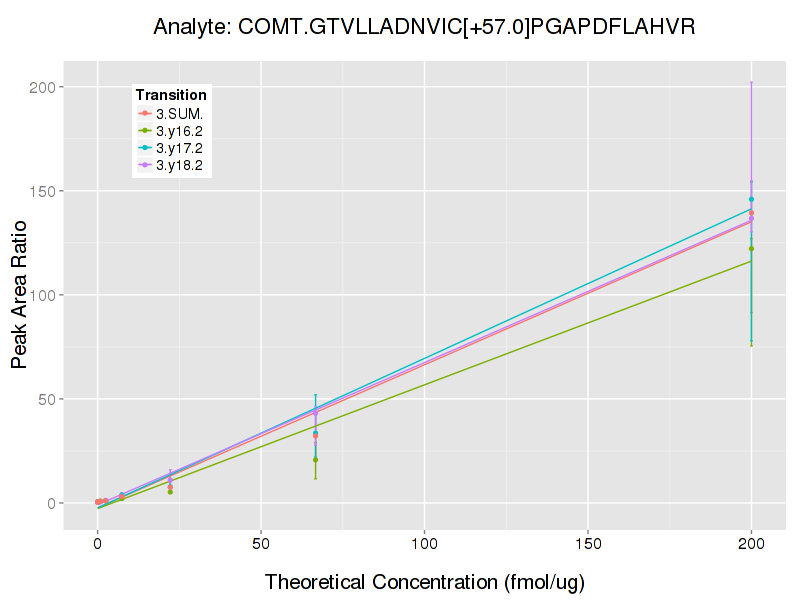 Analyte: COMT.GTVLLADNVIC[+57.0]PGAPDFLAHVR
Transition
3.SUM.
3.y16.2
3.y17.2
3.y18.2
Peak Area Ratio
200
150
100
50
0
0 50 100 150 200
Theoretical Concentration (fmol/ug)